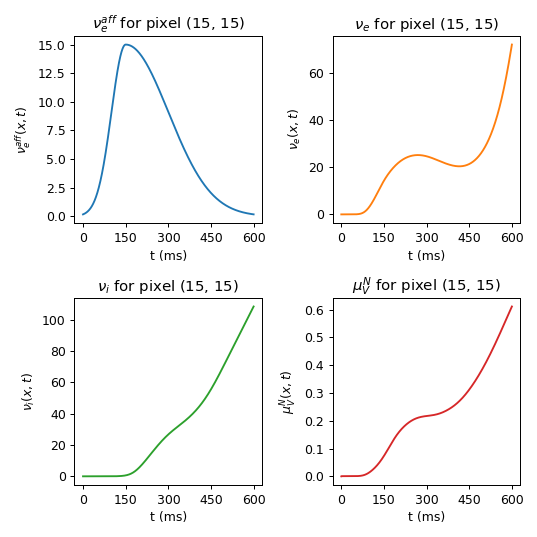 ν_e^{aff} for pixel (15, 15)
ν_e^{aff}(x, t)
15.0
12.5
10.0
7.5
5.0
2.5
0.0
0 150 300 450 600
t (ms)
ν_e for pixel (15, 15)
ν_e(x, t)
60
40
20
0
0 150 300 450 600
t (ms)
ν_i for pixel (15, 15)
ν_i(x, t)
100
80
60
40
20
0
0 150 300 450 600
t (ms)
μ_V^N for pixel (15, 15)
μ_V^N(x, t)
0.6
0.5
0.4
0.3
0.2
0.1
0.0
0 150 300 450 600
t (ms)